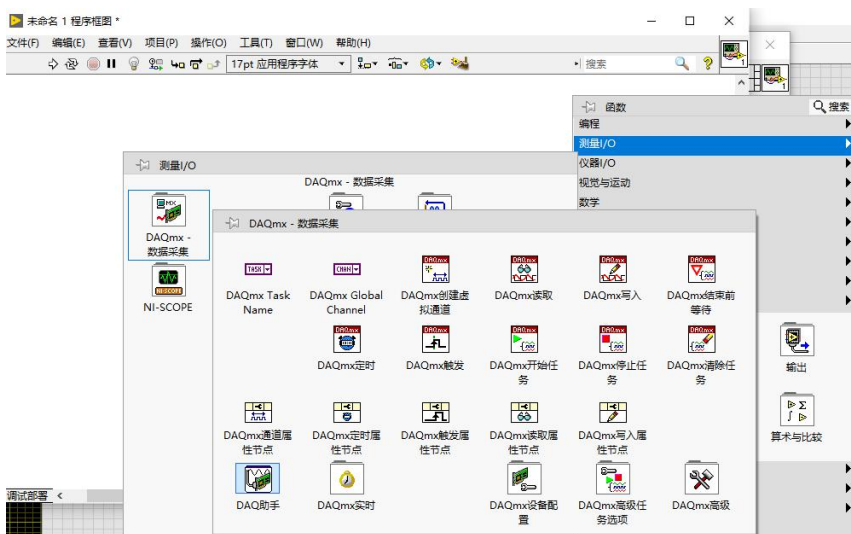 未命名 1 程序框图 *
文件(F) 编辑(E) 查看(V) 项目(P) 操作(O) 工具(T) 窗口(W) 帮助(H)
17pt 应用程序字体
搜索
1
1
函数
搜索
编程
测量I/O
仪器I/O
视觉与运动
数学
测量I/O
DAQmx - 数据采集
DAQmx -
数据采集
NI-SCOPE
DAQmx - 数据采集
DAQmx Task
Name
DAQmx Global
Channel
DAQmx创建虚
拟通道
DAQmx读取
DAQmx写入
DAQmx结束前
等待
DAQmx定时
DAQmx触发
DAQmx开始任
务
DAQmx停止任
务
DAQmx清除任
务
DAQmx通道属
性节点
DAQmx定时属
性节点
DAQmx触发属
性节点
DAQmx读取属
性节点
DAQmx写入属
性节点
DAQ助手
DAQmx实时
DAQmx设备配
置
DAQmx高级任
务选项
DAQmx高级
输出
算术与比较
调试部署